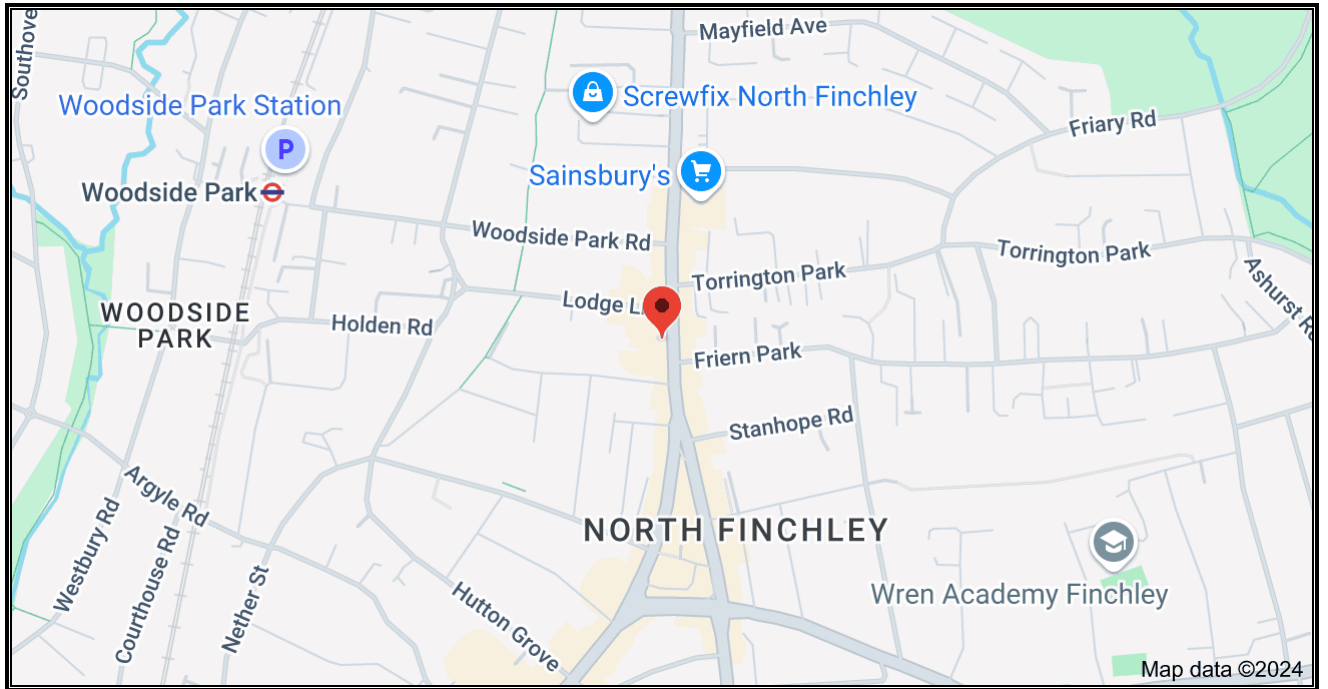 Southove
Mayfield Ave
Woodside Park Station
P
Screwfix North Finchley
Friary Rd
Sainsbury's
Woodside Park
Woodside Park Rd
Torrington Park
Torrington Park
Ashurst R
WOODSIDE
PARK
Holden Rd
Lodge L
Friern Park
Stanhope Rd
Argyle Rd
Westbury Rd
Courthouse Rd
Nether St
NORTH FINCHLEY
Hutton Grove
Wren Academy Finchley
Map data ©2024